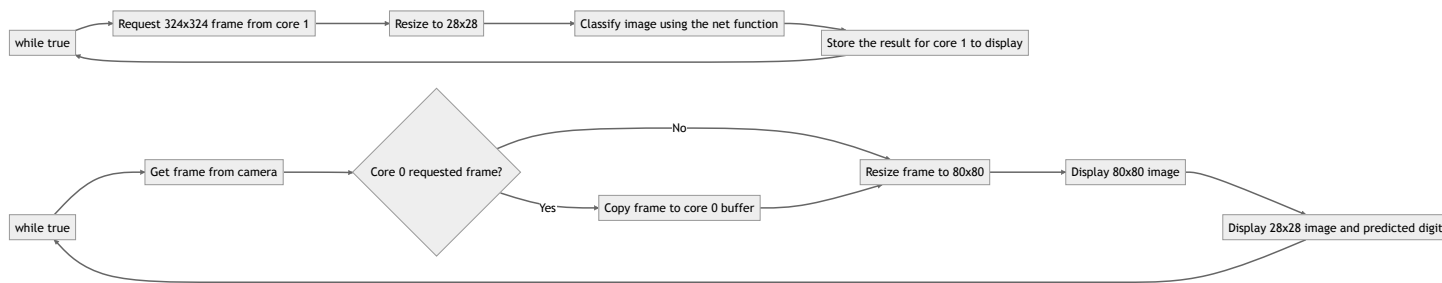 while true
Request 324x324 frame from core 1
Resize to 28x28
Classify image using the net function
Store the result for core 1 to display
while true
Get frame from camera
Core 0 requested frame?
No
Yes
Copy frame to core 0 buffer
Resize frame to 80x80
Display 80x80 image
Display 28x28 image and predicted digit